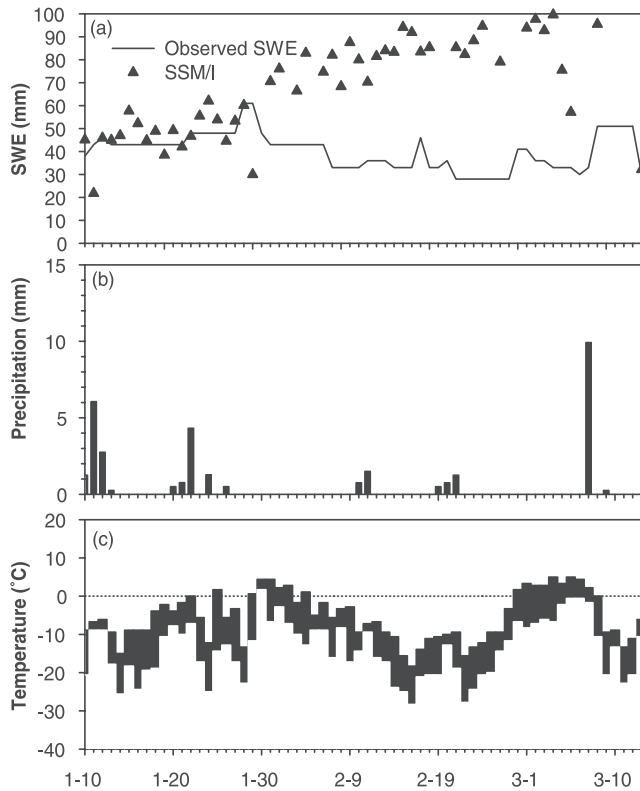 100
(a)
90
Observed SWE
80
SSM/I
70
60
50
40
30
20
10
0
SWE (mm)
15
(b)
10
5
0
Precipitation (mm)
20
(c)
10
0
-10
-20
-30
-40
Temperature (°C)
1-10 1-20 1-30 2-9 2-19 3-1 3-10